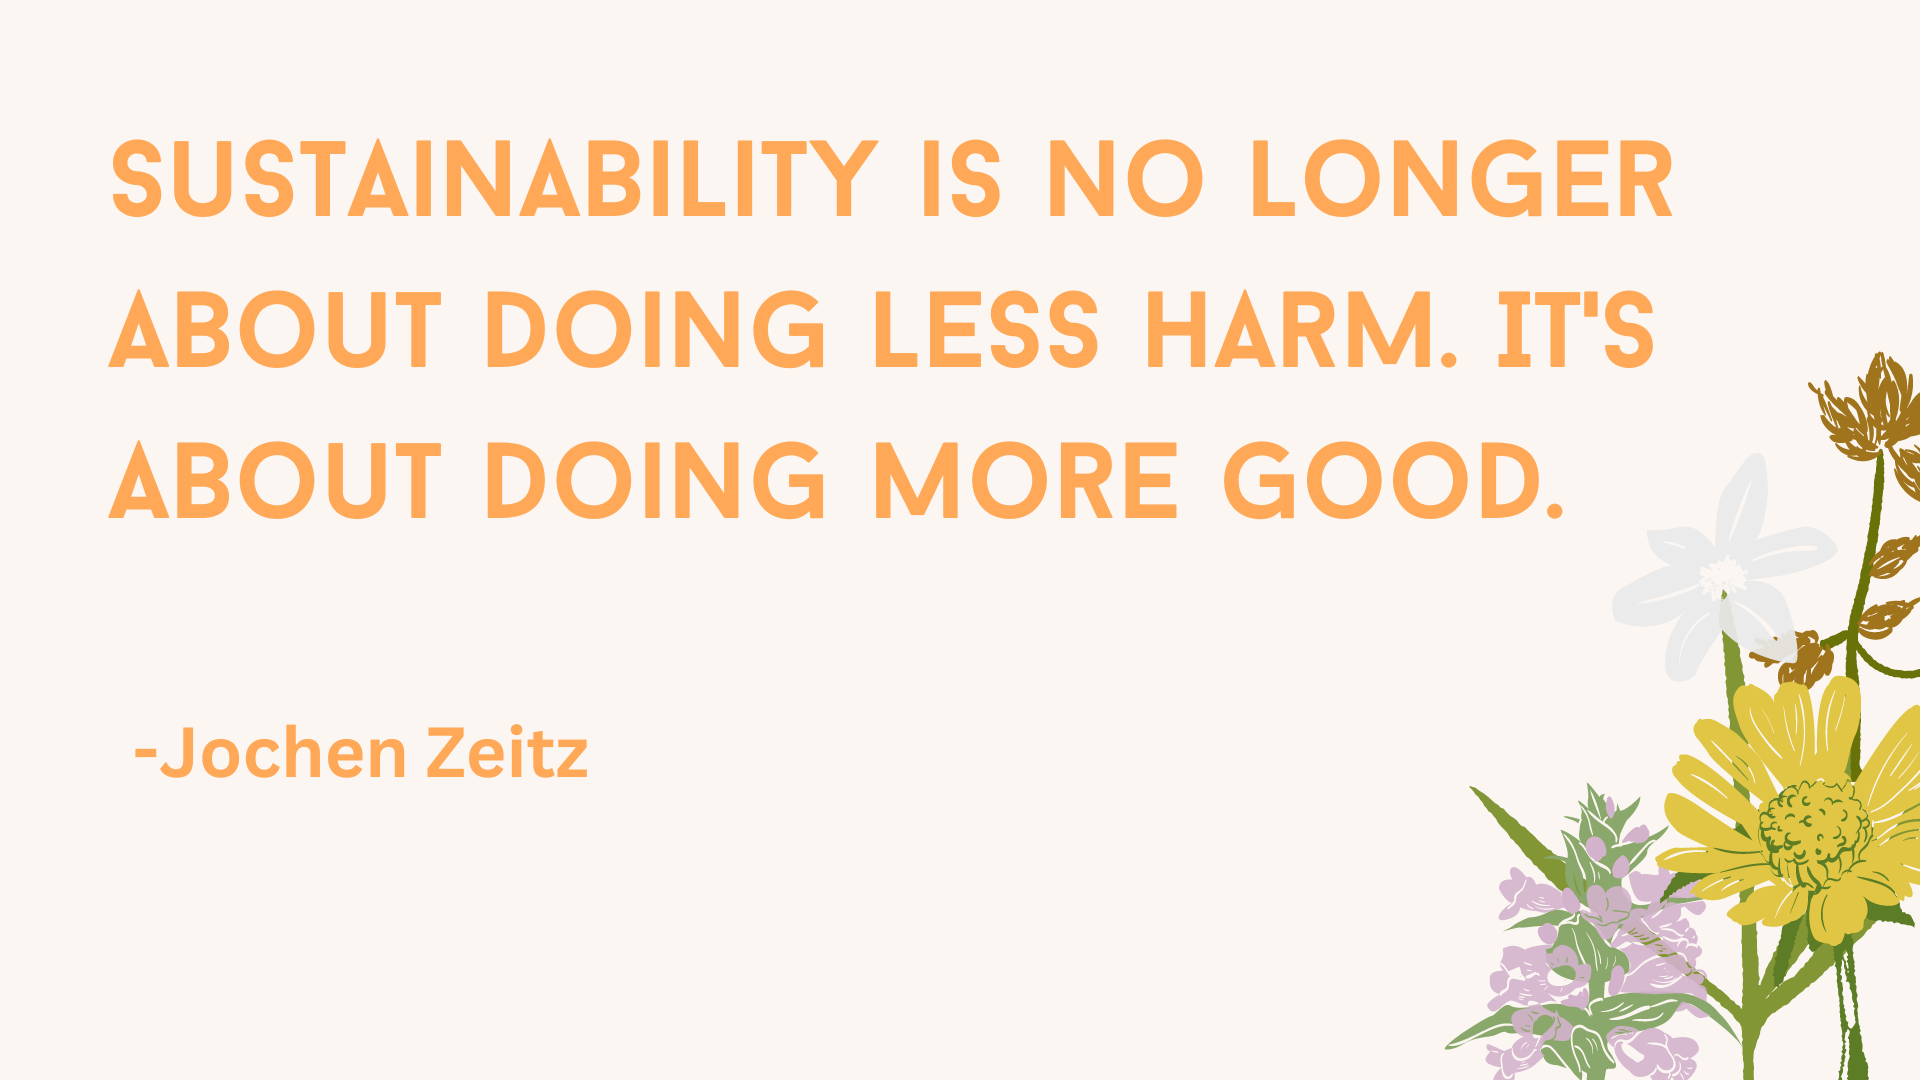 SUSTAINABILITY IS NO LONGER
ABOUT DOING LESS HARM. IT'S
ABOUT DOING MORE GOOD.
-Jochen Zeitz